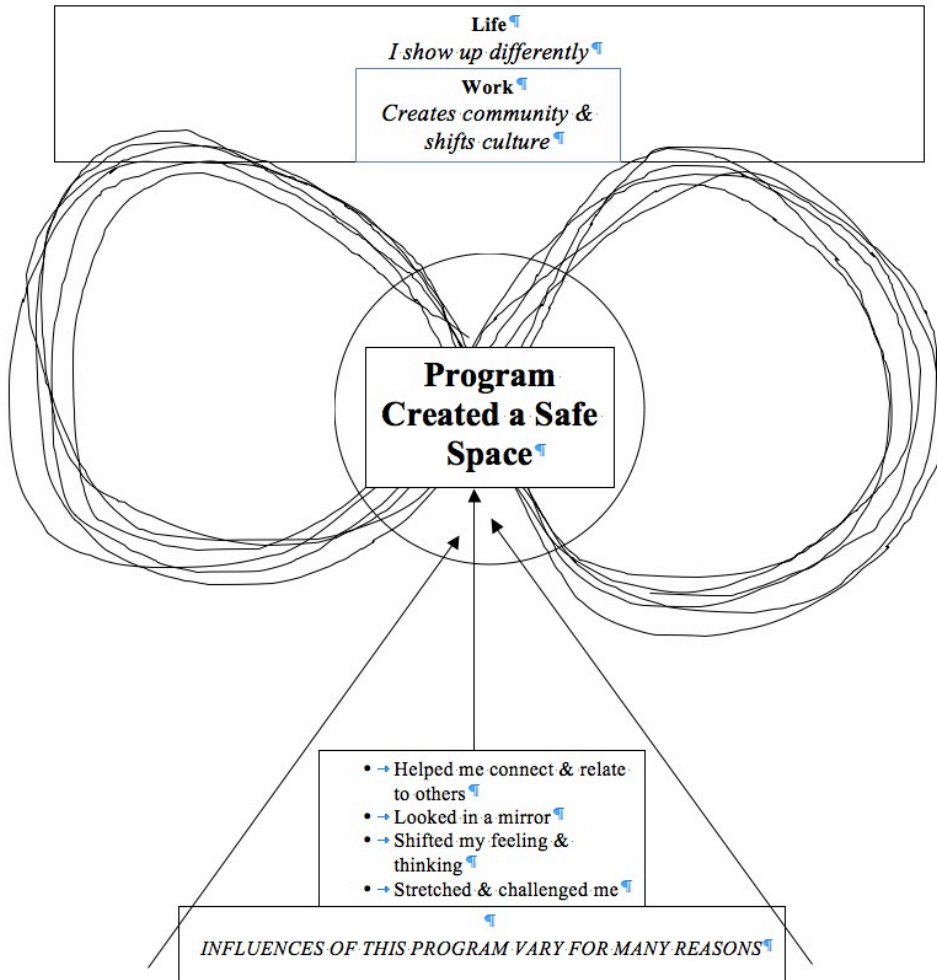 Life¶
I show up differently¶
Work¶
Creates community &
shifts culture¶
Program
Created a Safe
Space¶
• → Helped me connect & relate
to others¶
• → Looked in a mirror¶
• → Shifted my feeling &
thinking¶
• → Stretched & challenged me¶
¶
INFLUENCES OF THIS PROGRAM VARY FOR MANY REASONS¶